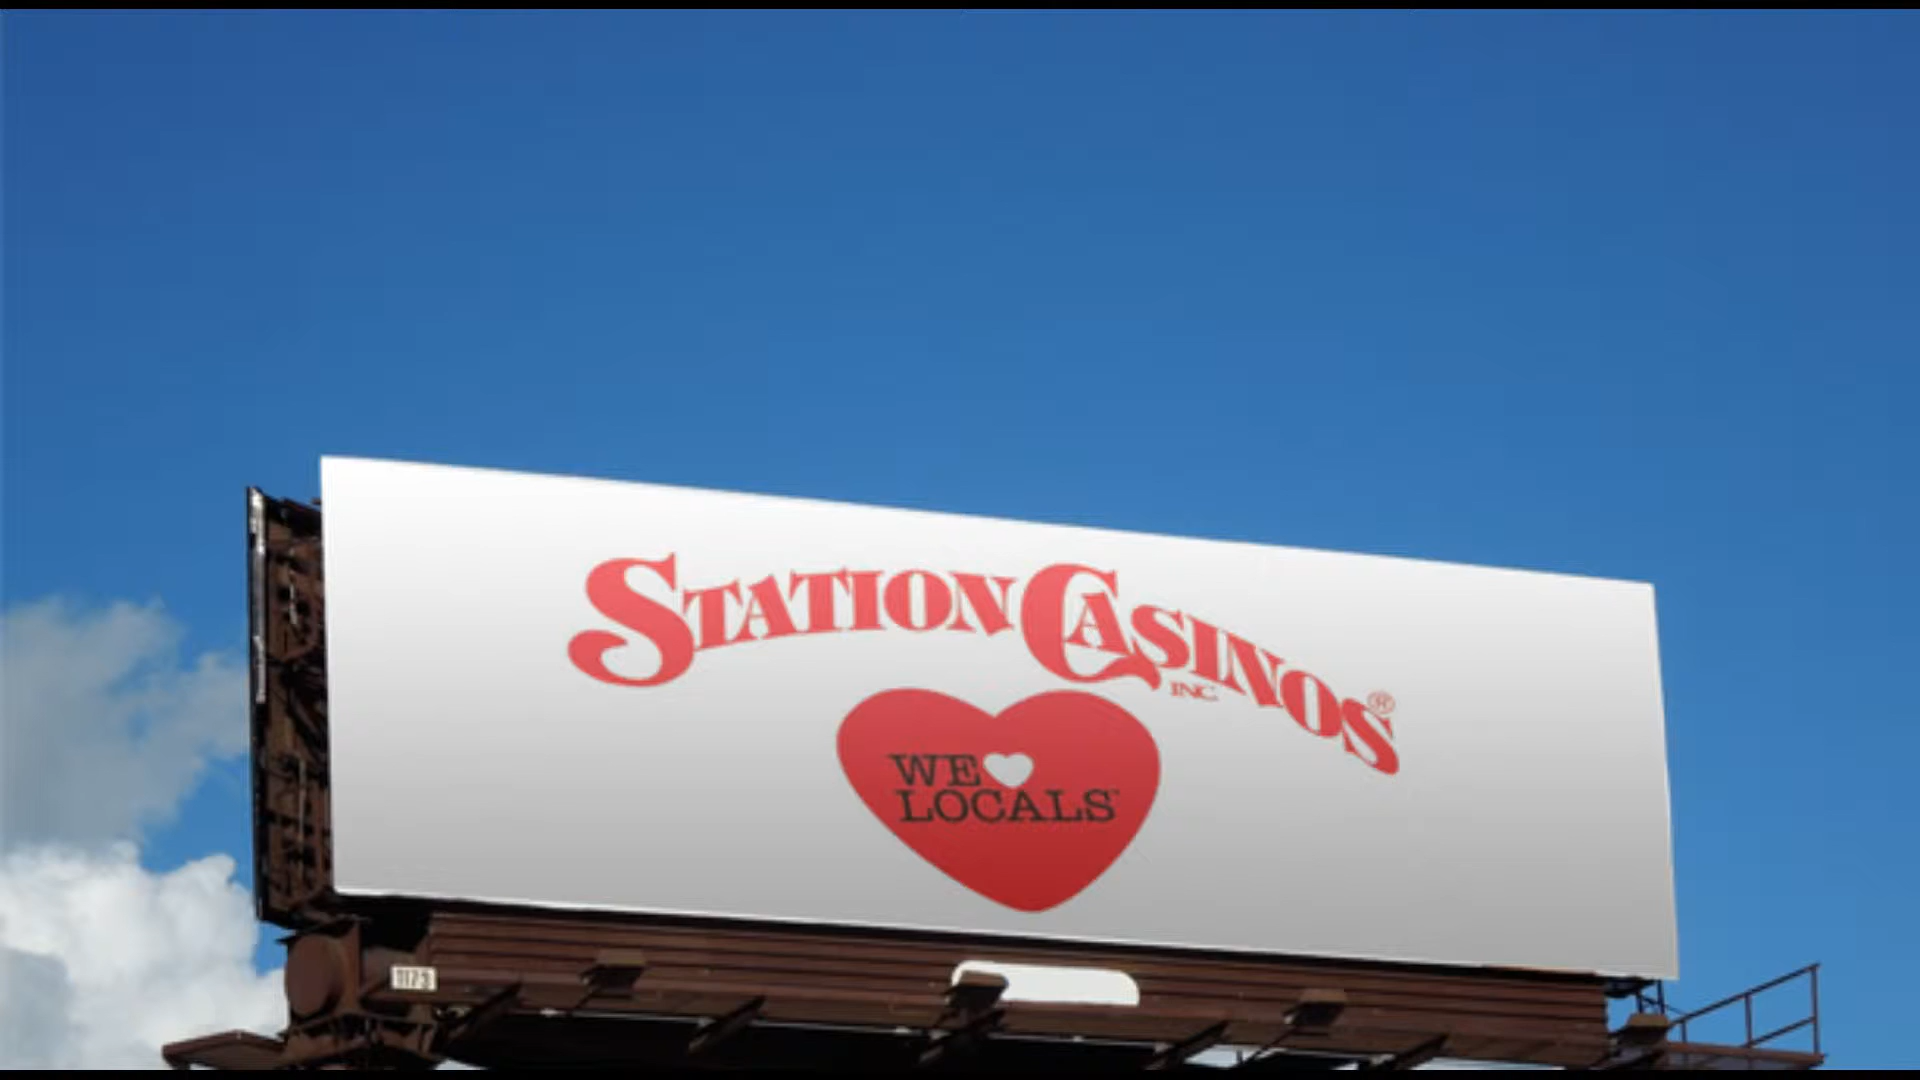 STATION CASINOS
INC. ®
WE
LOCALS
1173